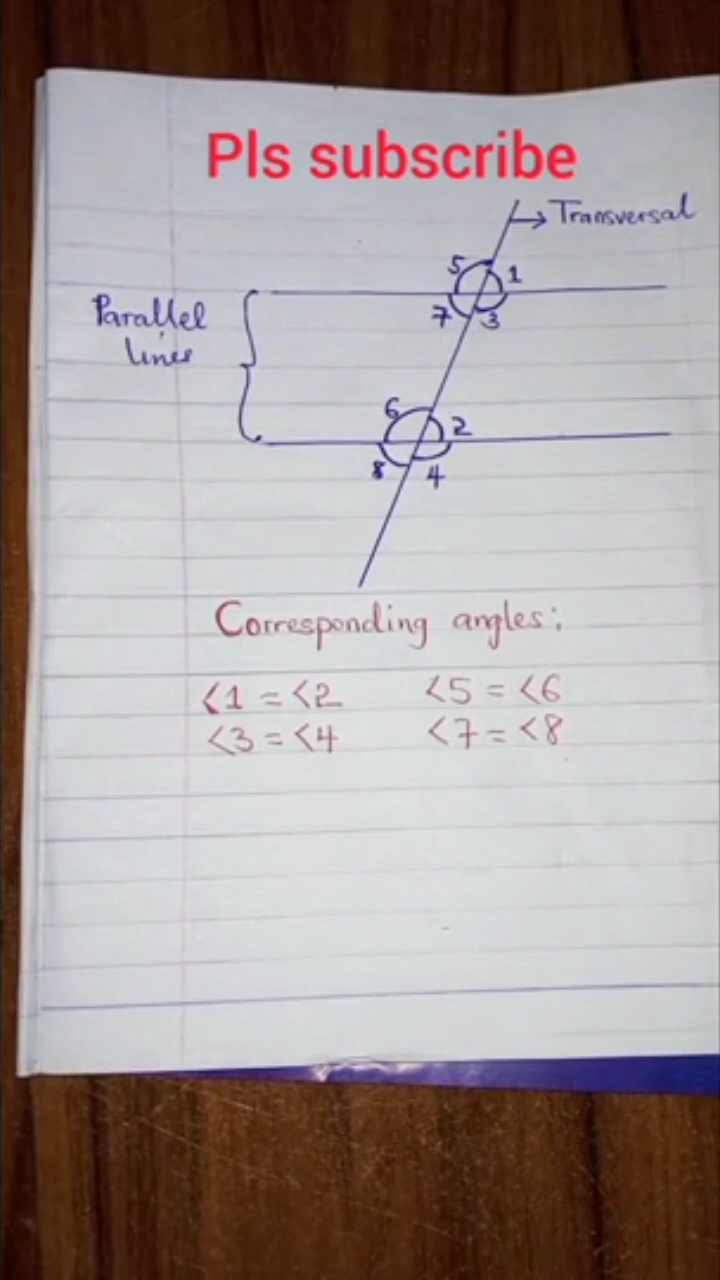 Pls subscribe
Transversal
5 1
Parallel lines
7 3
6 2
8 4
Corresponding angles:
<1 = <2 <5 = <6
<3 = <4 <7 = <8